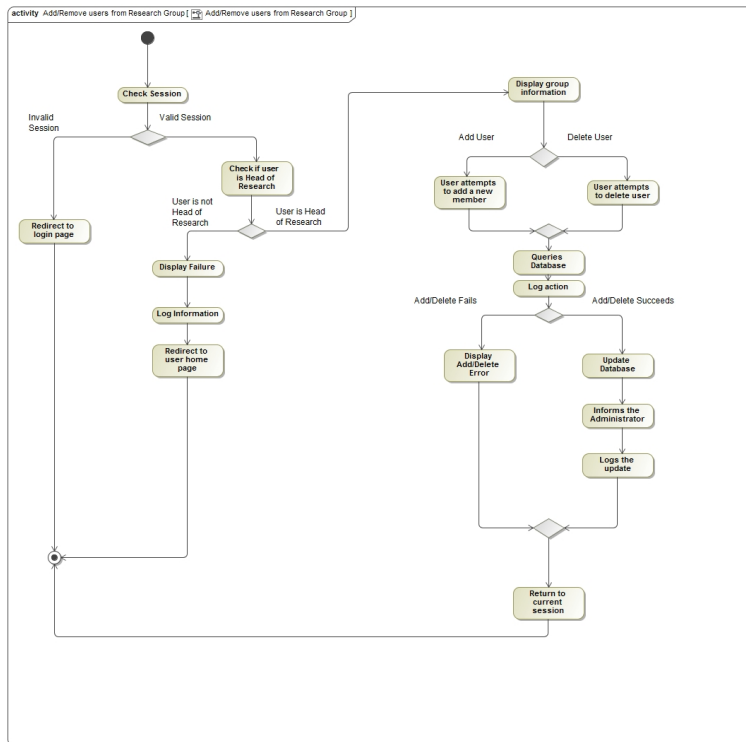 activity Add/Remove users from Research Group [ Add/Remove users from Research Group ]
Check Session
Invalid
Session
Valid Session
Redirect to
login page
Check if user
is Head of
Research
User is not
Head of
Research
User is Head
of Research
Display Failure
Log Information
Redirect to
user home
page
Display group
information
Add User
Delete User
User attempts
to add a new
member
User attempts
to delete user
Queries
Database
Log action
Add/Delete Fails
Add/Delete Succeeds
Display
Add/Delete
Error
Update
Database
Informs the
Administrator
Logs the
update
Return to
current
session